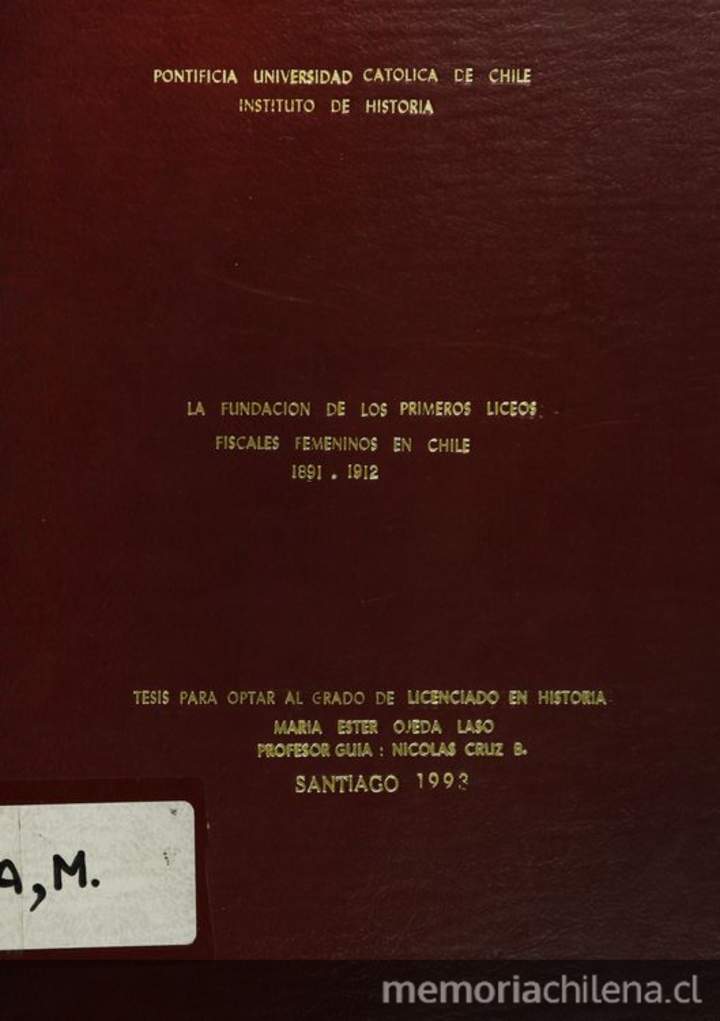 PONTIFICIA UNIVERSIDAD CATOLICA DE CHILE
INSTITUTO DE HISTORIA
LA FUNDACION DE LOS PRIMEROS LICEOS
FISCALES FEMENINOS EN CHILE
1891 . 1912
TESIS PARA OPTAR AL GRADO DE LICENCIADO EN HISTORIA
MARIA ESTER OJEDA LASO
PROFESOR GUIA : NICOLAS CRUZ B.
SANTIAGO 1993
A, M.
memoriachilena.cl